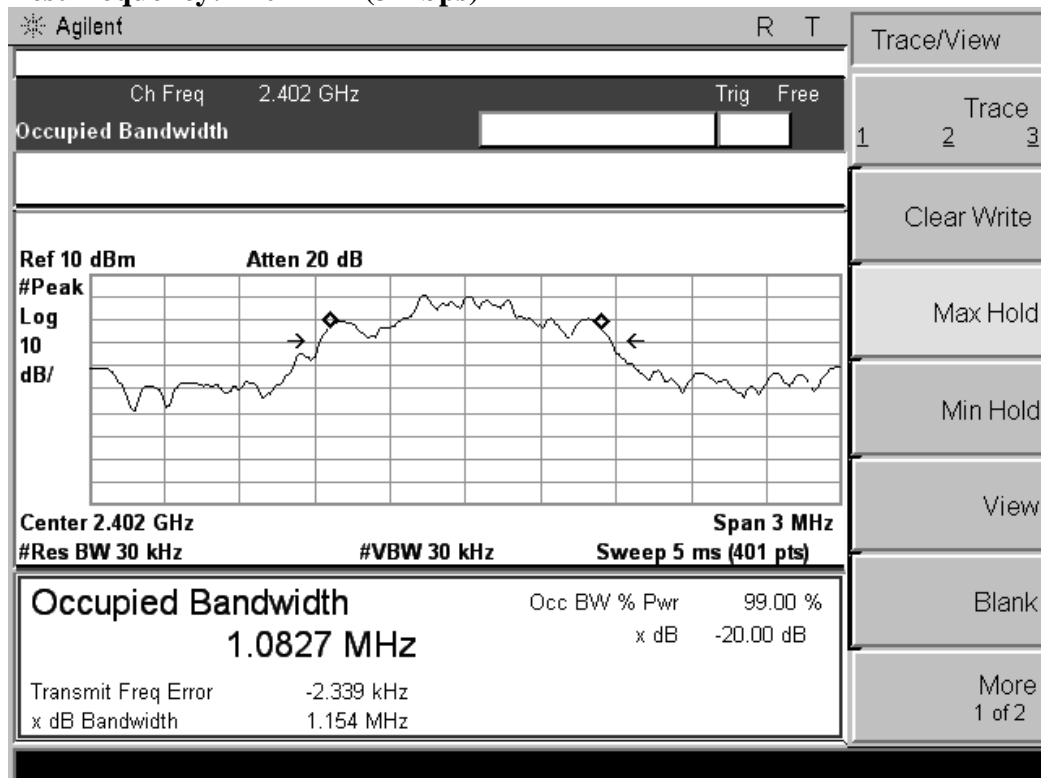 Agilent R T
Trace/View
Ch Freq 2.402 GHz Trig Free
Occupied Bandwidth
Trace
1 2 3
Clear Write
Ref 10 dBm Atten 20 dB
#Peak
Log
10
dB/
Max Hold
Min Hold
Center 2.402 GHz Span 3 MHz
#Res BW 30 kHz #VBW 30 kHz Sweep 5 ms (401 pts)
View
Occupied Bandwidth Occ BW % Pwr 99.00 %
1.0827 MHz x dB -20.00 dB
Blank
Transmit Freq Error -2.339 kHz
x dB Bandwidth 1.154 MHz
More
1 of 2